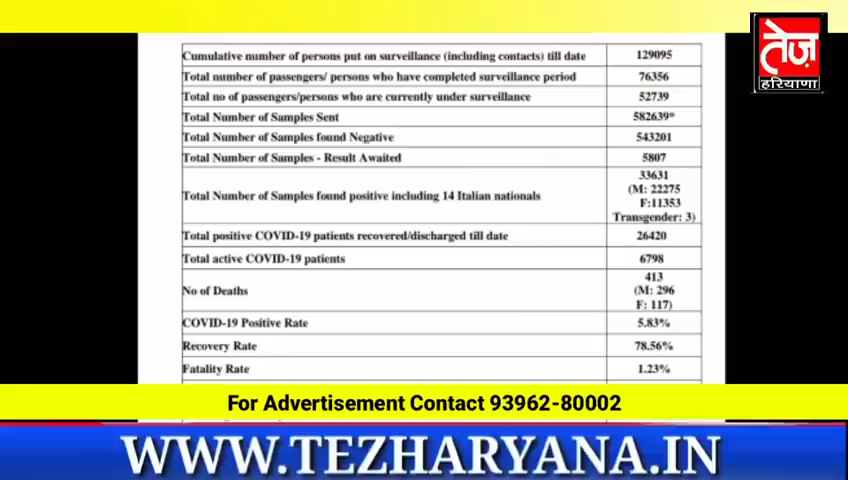 तेज़
हरियाणा
Cumulative number of persons put on surveillance (including contacts) till date 129095
Total number of passengers/ persons who have completed surveillance period 76356
Total no of passengers/persons who are currently under surveillance 52739
Total Number of Samples Sent 582639*
Total Number of Samples found Negative 543201
Total Number of Samples - Result Awaited 5807
Total Number of Samples found positive including 14 Italian nationals 33631
(M: 22275
F:11353
Transgender: 3)
Total positive COVID-19 patients recovered/discharged till date 26420
Total active COVID-19 patients 6798
No of Deaths 413
(M: 296
F: 117)
COVID-19 Positive Rate 5.83%
Recovery Rate 78.56%
Fatality Rate 1.23%
For Advertisement Contact 93962-80002
WWW.TEZHARYANA.IN